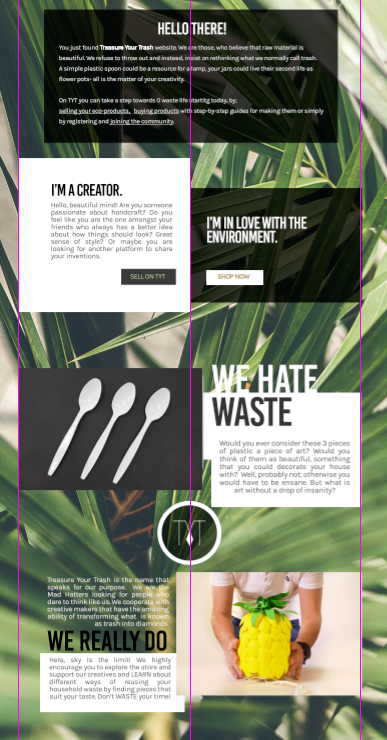 HELLO THERE!
You just found Treasure Your Trash website. We are those, who believe that raw material is
beautiful. We refuse to throw out and instead, insist on rethinking what we normally call trash.
A simple plastic spoon could be a resource for a lamp, your jars could live their second life as
flower pots- all is the matter of your creativity.
On TYT you can take a step towards 0 waste life startitg today, by:
selling your eco-products, buying products with step-by-step guides for making them or simply
by registering and joining the community.
I'M A CREATOR.
Hello, beautiful mind! Are you someone
passionate about handcraft? Do you
feel like you are the one amongst your
friends who always has a better idea
about how things should look? Great
sense of style? Or maybe you are
looking for another platform to share
your inventions.
SELL ON TYT
I'M IN LOVE WITH THE
ENVIRONMENT.
SHOP NOW
WE HATE
WASTE
Would you ever consider these 3 pieces
of plastic a piece of art? Would you
think of them as beautiful, something
that you could decorate your house
with? Well, probably not; otherwise you
would have to be ensane. But what is
art without a drop of insanity?
TYT
Treasure Your Trash is the name that
speaks for our purpose. We are the
Mad Hatters looking for people who
dare to think like us. We cooperate with
creative makers that have the amazing
ability of transforming what is known
as trash into diamonds.
WE REALLY DO
Here, sky is the limit! We highly
encourage you to explore the store and
support our creatives and LEARN about
different ways of reusing your
household waste by finding pieces that
suit your taste. Don't WASTE your time!